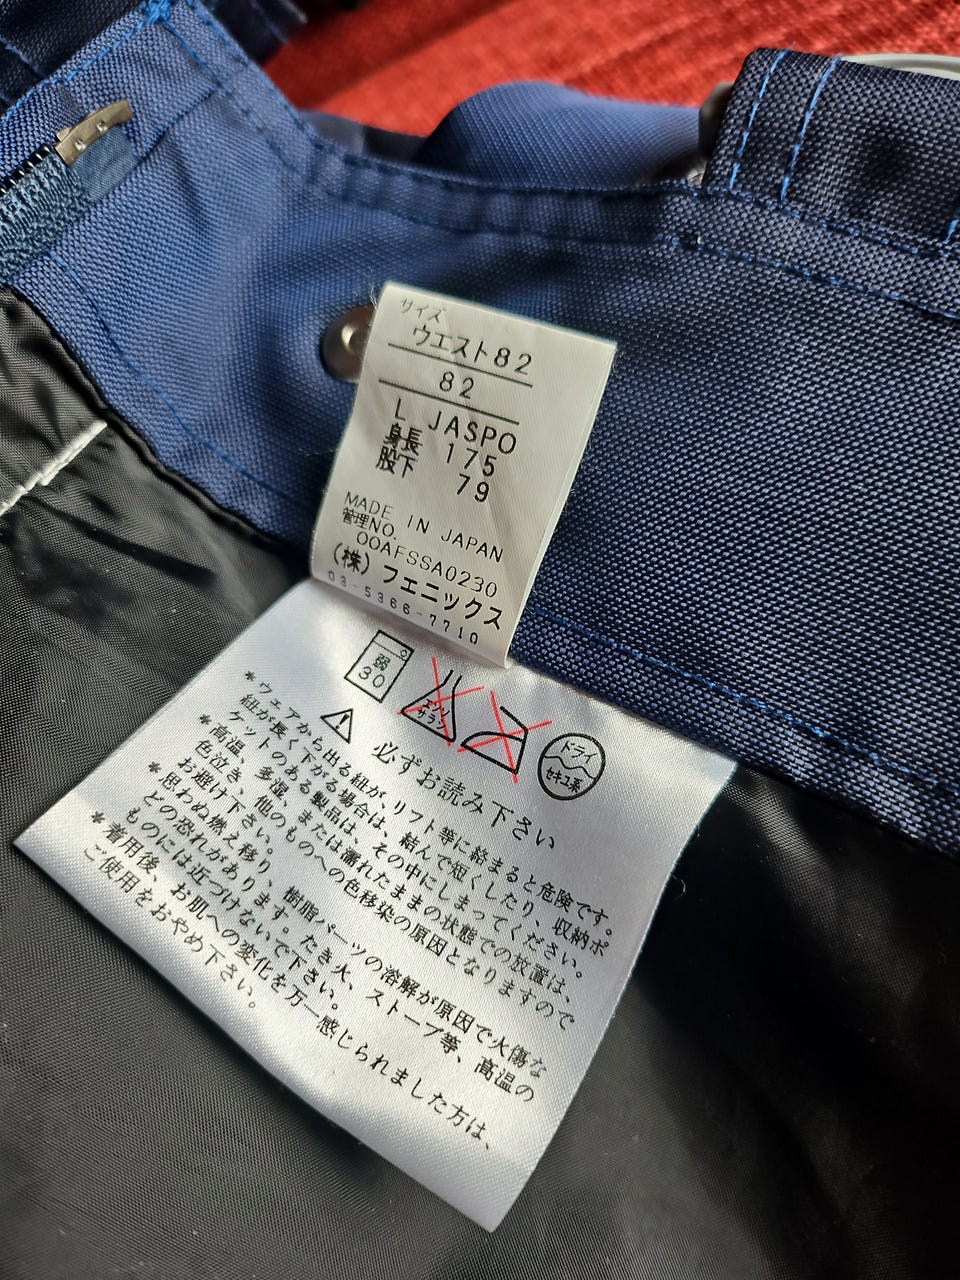 サイズ
ウエスト82
82
L JASPO
身長 175
股下 79
MADE IN JAPAN
管理NO.
00AFSSA0230
(株) フェニックス
03-5366-7710
弱
30
エンソ
サラシ
ドライ
セキユ系
必ずお読み下さい
*ウェアから出る紐が、リフト等に絡まると危険です。
紐が長く下がる場合は、結んで短くしたり、収納ポ
ケットのある製品は、その中にしまってください。
*高温、多湿、または濡れたままの状態での放置は、
色泣き、他のものへの色移染の原因となりますので
お避け下さい。
*思わぬ燃え移り、樹脂パーツの溶解が原因で火傷な
どの恐れがあります。たき火、ストーブ等、高温の
ものには近づけないで下さい。
*着用後、お肌への変化を万一感じられました方は、
ご使用をおやめ下さい。